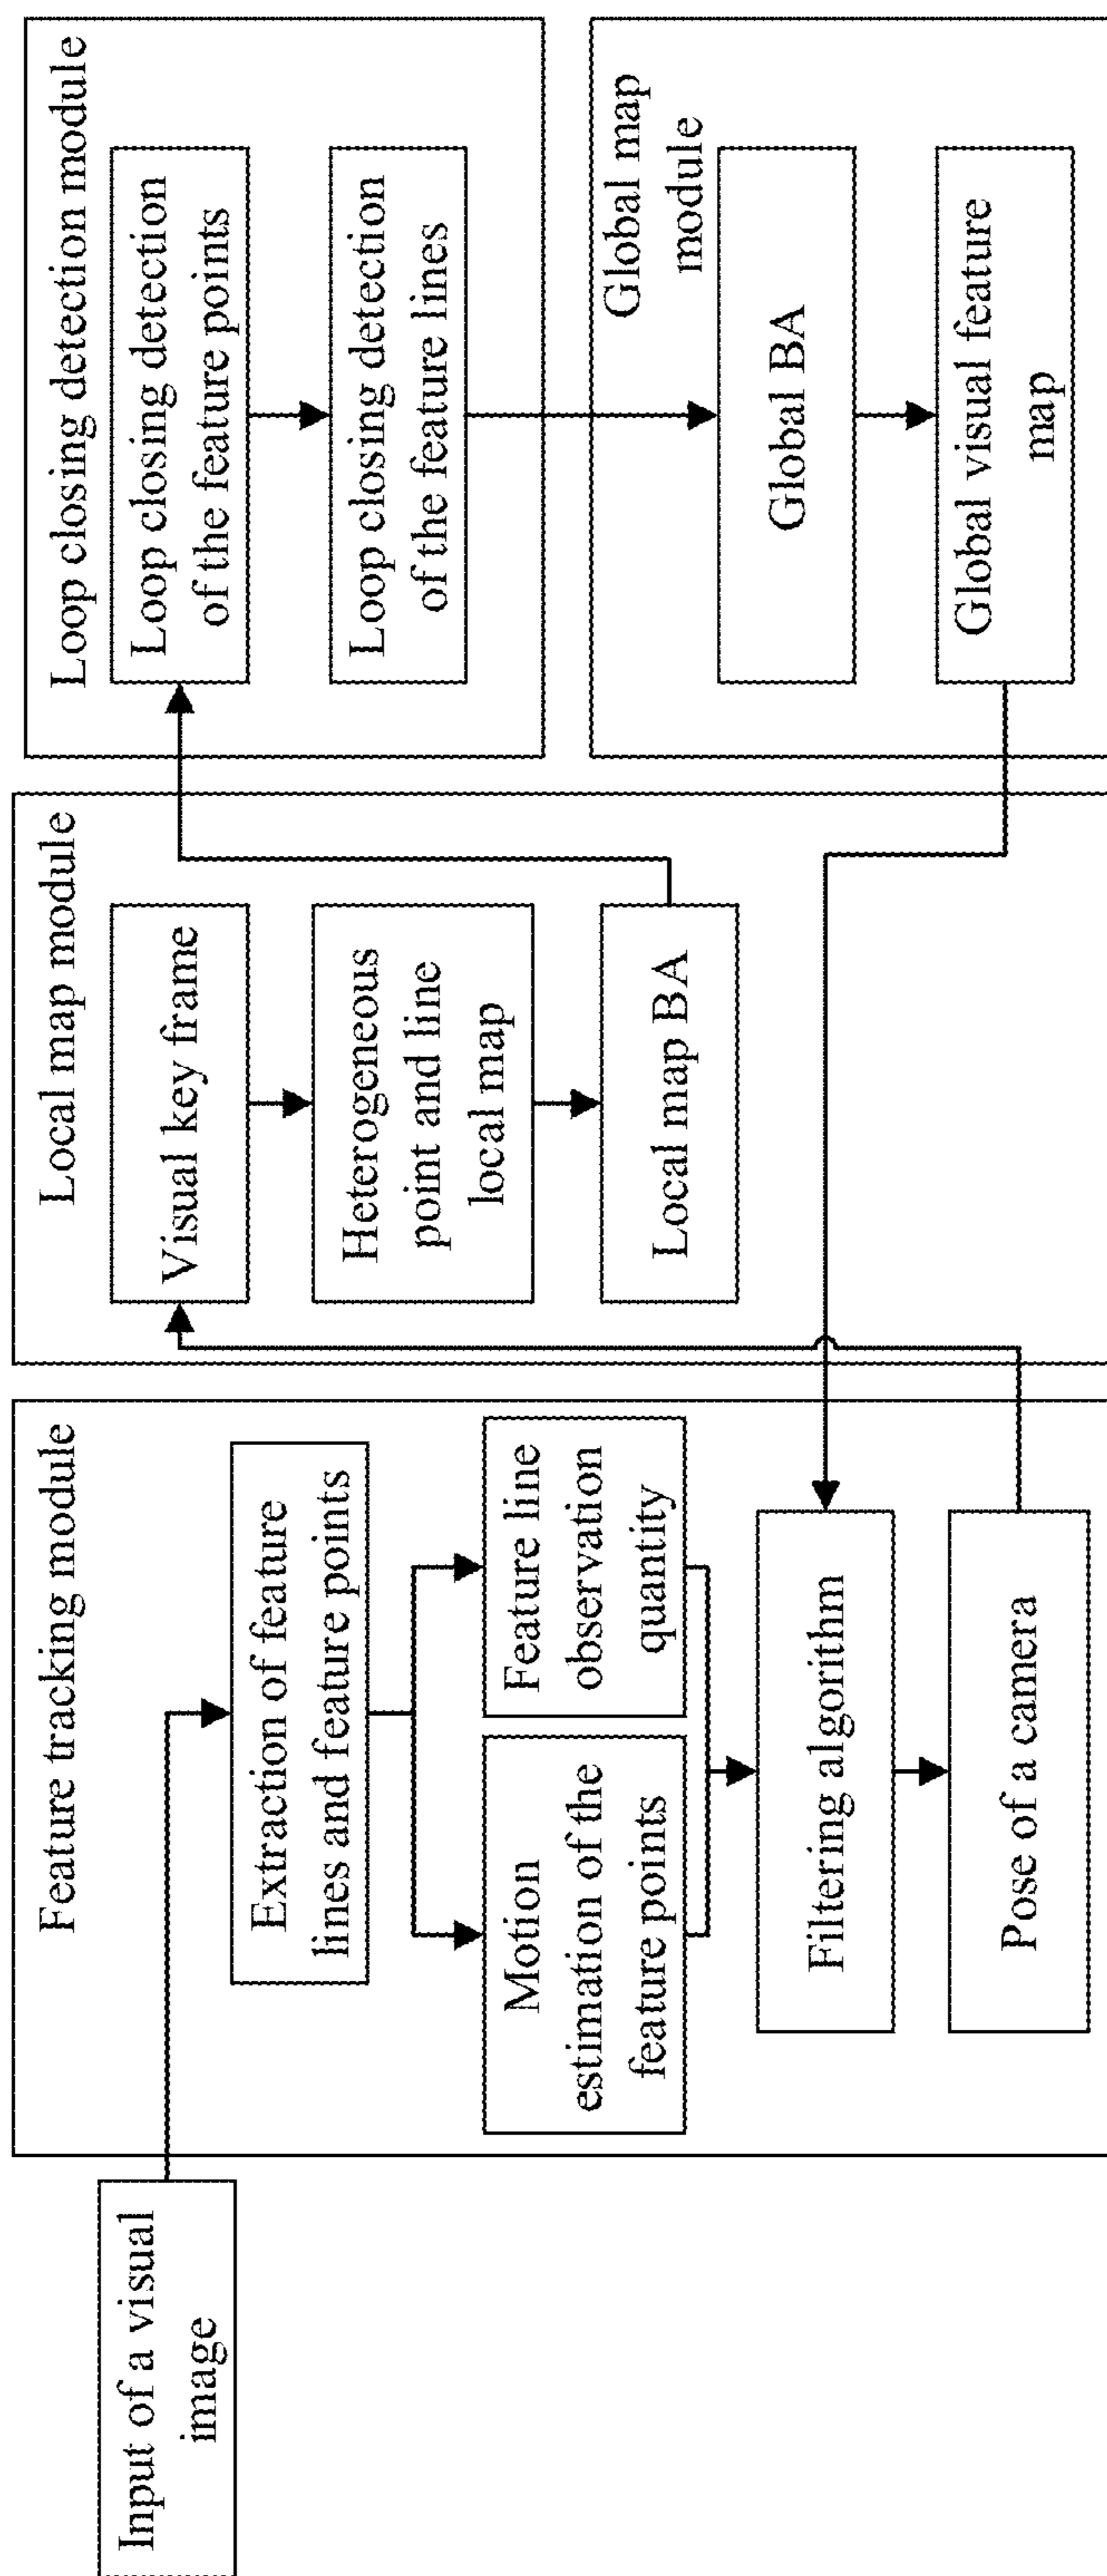 Input of a visual
image
Feature tracking module
Extraction of feature
lines and feature points
Motion
estimation of the
feature points
Feature line
observation
quantity
Filtering algorithm
Pose of a camera
Local map module
Visual key frame
Heterogeneous
point and line
local map
Local map BA
Loop closing detection module
Loop closing detection
of the feature points
Loop closing detection
of the feature lines
Global map
module
Global BA
Global visual feature
map